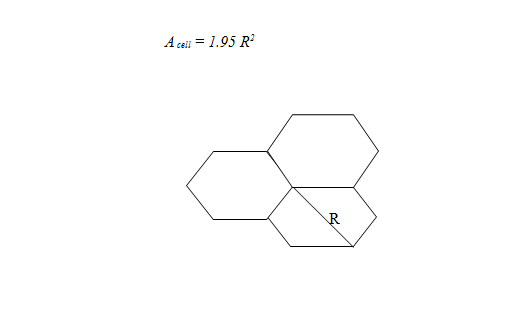 A cell = 1.95 R²
R